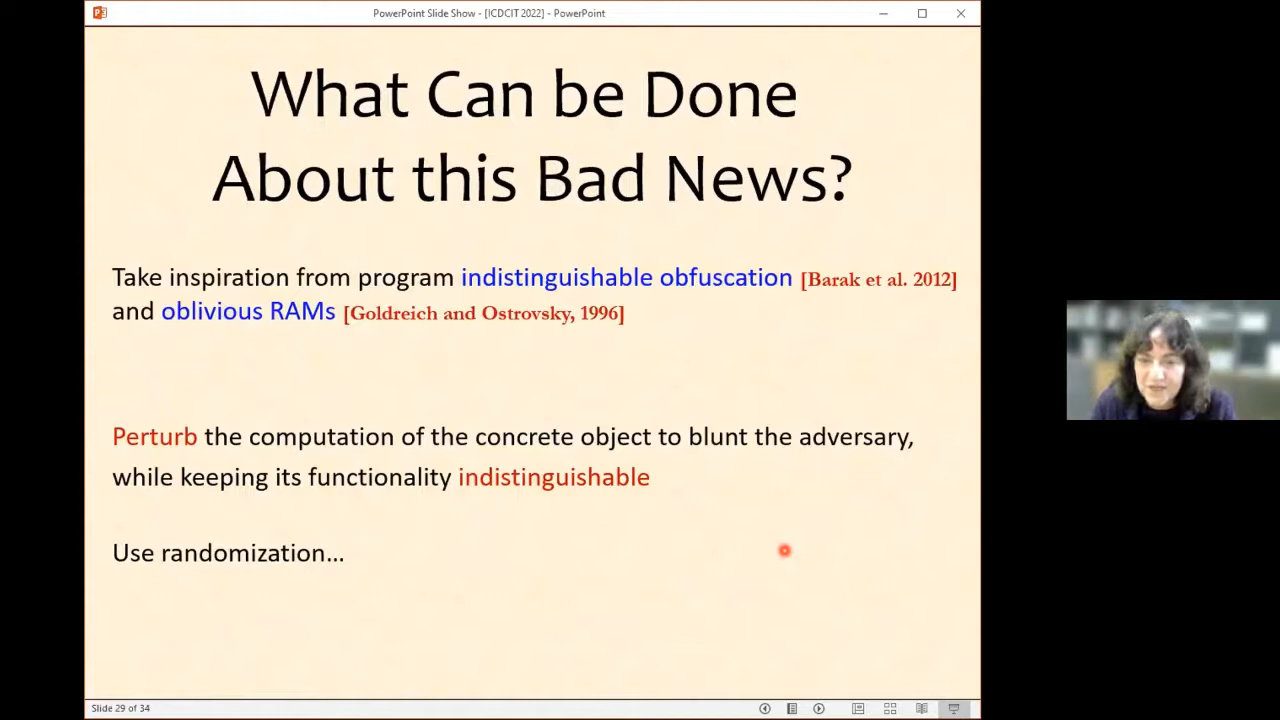 PowerPoint Slide Show - [ICDCIT 2022] - PowerPoint
What Can be Done
About this Bad News?
Take inspiration from program indistinguishable obfuscation [Barak et al. 2012]
and oblivious RAMs [Goldreich and Ostrovsky, 1996]
Perturb the computation of the concrete object to blunt the adversary,
while keeping its functionality indistinguishable
Use randomization...
Slide 29 of 34